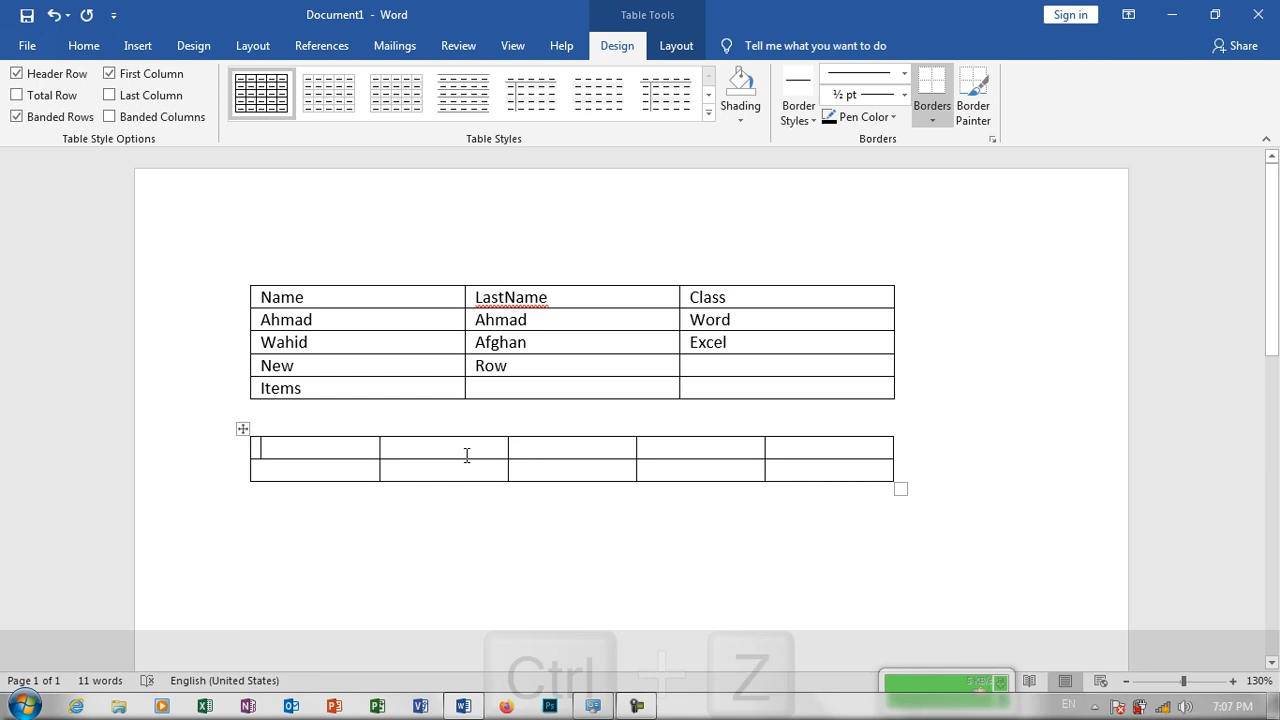 Document1 - Word
Table Tools
Sign in
File Home Insert Design Layout References Mailings Review View Help Design Layout Tell me what you want to do Share
Header Row First Column
Total Row Last Column
Banded Rows Banded Columns
Table Style Options
Table Styles
Shading
Border Styles
½ pt
Pen Color
Borders
Border Painter
Borders
Name LastName Class
Ahmad Ahmad Word
Wahid Afghan Excel
New Row
Items
Ctrl + Z
Page 1 of 1 11 words English (United States)
130%
EN 7:07 PM